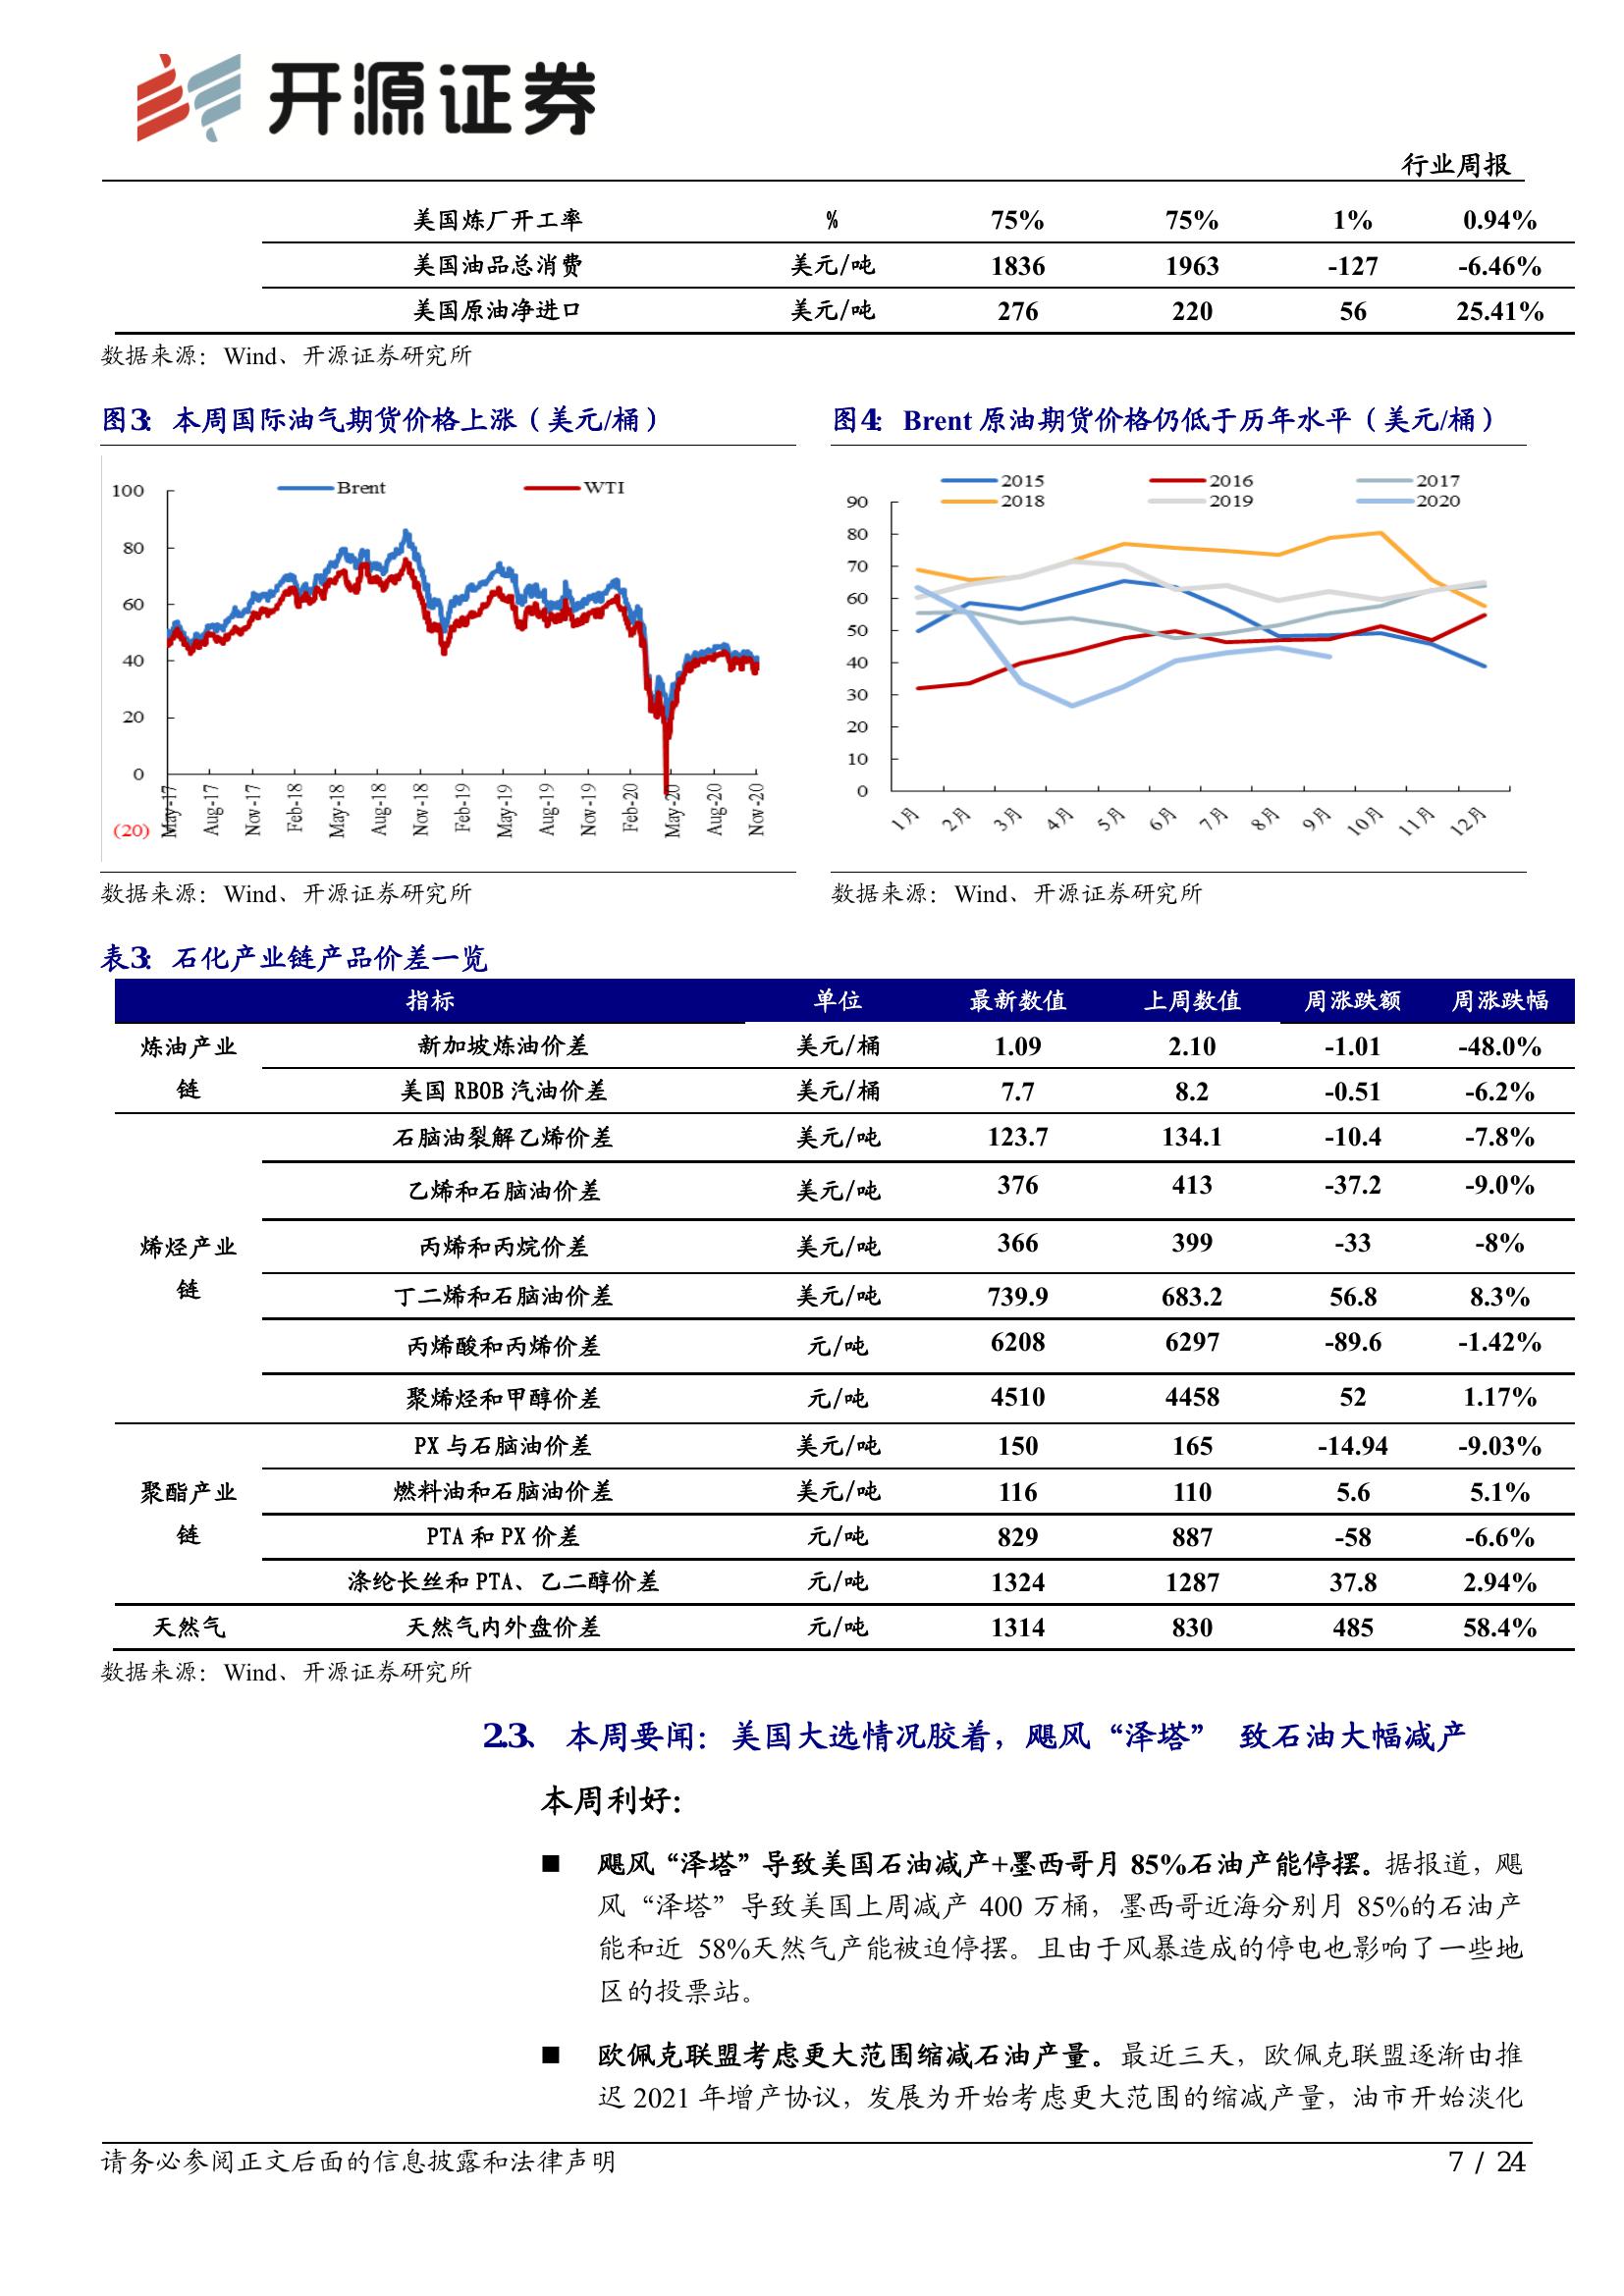 开源证券
行业周报
美国炼厂开工率 % 75% 75% 1% 0.94%
美国油品总消费 美元/吨 1836 1963 -127 -6.46%
美国原油净进口 美元/吨 276 220 56 25.41%
数据来源：Wind、开源证券研究所
图3：本周国际油气期货价格上涨（美元/桶）
Brent WTI
100
80
60
40
20
0
(20)
May-17 Aug-17 Nov-17 Feb-18 May-18 Aug-18 Nov-18 Feb-19 May-19 Aug-19 Nov-19 Feb-20 May-20 Aug-20 Nov-20
数据来源：Wind、开源证券研究所
图4：Brent 原油期货价格仍低于历年水平（美元/桶）
2015 2016 2017
2018 2019 2020
90
80
70
60
50
40
30
20
10
0
1月 2月 3月 4月 5月 6月 7月 8月 9月 10月 11月 12月
数据来源：Wind、开源证券研究所
表3：石化产业链产品价差一览
指标 单位 最新数值 上周数值 周涨跌额 周涨跌幅
炼油产业链
新加坡炼油价差 美元/桶 1.09 2.10 -1.01 -48.0%
美国 RBOB 汽油价差 美元/桶 7.7 8.2 -0.51 -6.2%
烯烃产业链
石脑油裂解乙烯价差 美元/吨 123.7 134.1 -10.4 -7.8%
乙烯和石脑油价差 美元/吨 376 413 -37.2 -9.0%
丙烯和丙烷价差 美元/吨 366 399 -33 -8%
丁二烯和石脑油价差 美元/吨 739.9 683.2 56.8 8.3%
丙烯酸和丙烯价差 元/吨 6208 6297 -89.6 -1.42%
聚烯烃和甲醇价差 元/吨 4510 4458 52 1.17%
聚酯产业链
PX 与石脑油价差 美元/吨 150 165 -14.94 -9.03%
燃料油和石脑油价差 美元/吨 116 110 5.6 5.1%
PTA 和 PX 价差 元/吨 829 887 -58 -6.6%
涤纶长丝和 PTA、乙二醇价差 元/吨 1324 1287 37.8 2.94%
天然气 天然气内外盘价差 元/吨 1314 830 485 58.4%
数据来源：Wind、开源证券研究所
2.3、 本周要闻：美国大选情况胶着，飓风“泽塔” 致石油大幅减产
本周利好：
■ 飓风“泽塔”导致美国石油减产+墨西哥月 85%石油产能停摆。据报道，飓
风“泽塔”导致美国上周减产 400 万桶，墨西哥近海分别月 85%的石油产
能和近 58%天然气产能被迫停摆。且由于风暴造成的停电也影响了一些地
区的投票站。
■ 欧佩克联盟考虑更大范围缩减石油产量。最近三天，欧佩克联盟逐渐由推
迟 2021 年增产协议，发展为开始考虑更大范围的缩减产量，油市开始淡化
请务必参阅正文后面的信息披露和法律声明 7 / 24